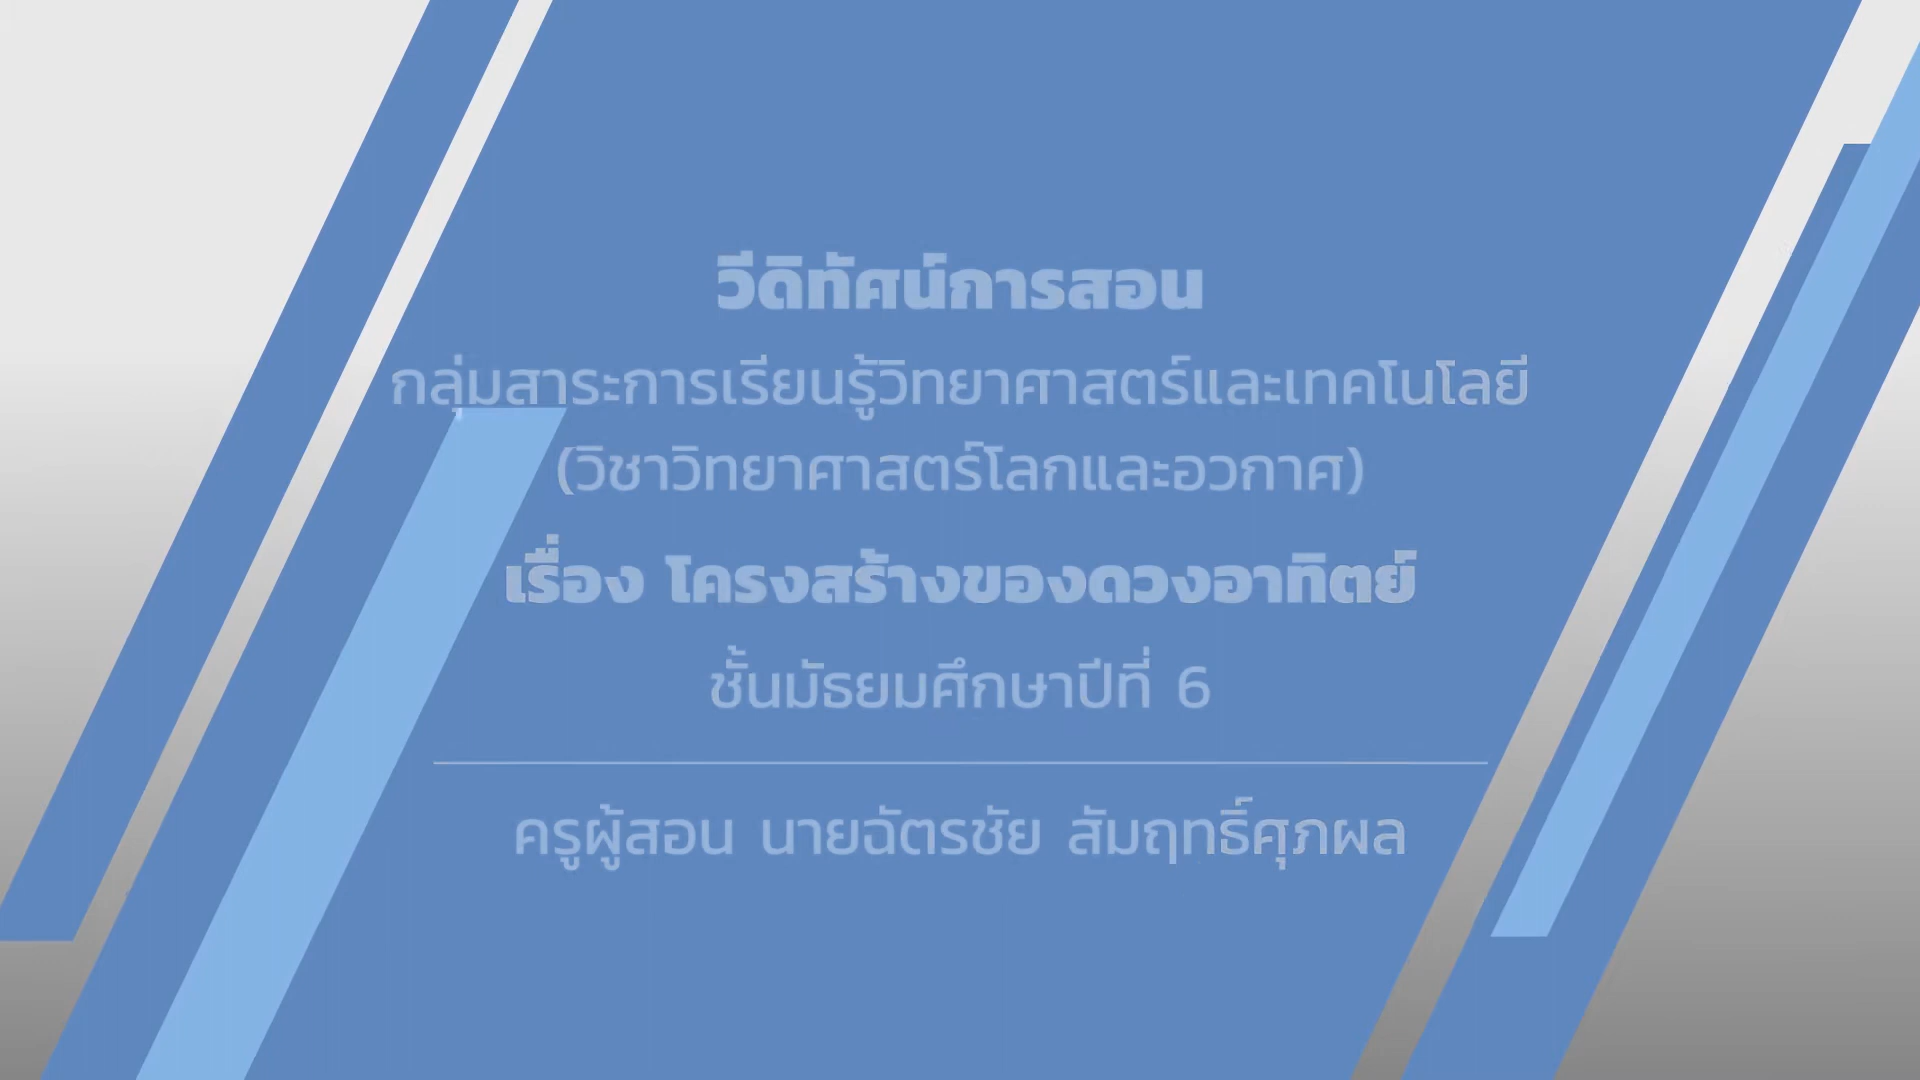 วีดิทัศน์การสอน
กลุ่มสาระการเรียนรู้วิทยาศาสตร์และเทคโนโลยี
(วิชาวิทยาศาสตร์โลกและอวกาศ)
เรื่อง โครงสร้างของดวงอาทิตย์
ชั้นมัธยมศึกษาปีที่ 6
ครูผู้สอน นายฉัตรชัย สัมฤทธิ์ศุภผล